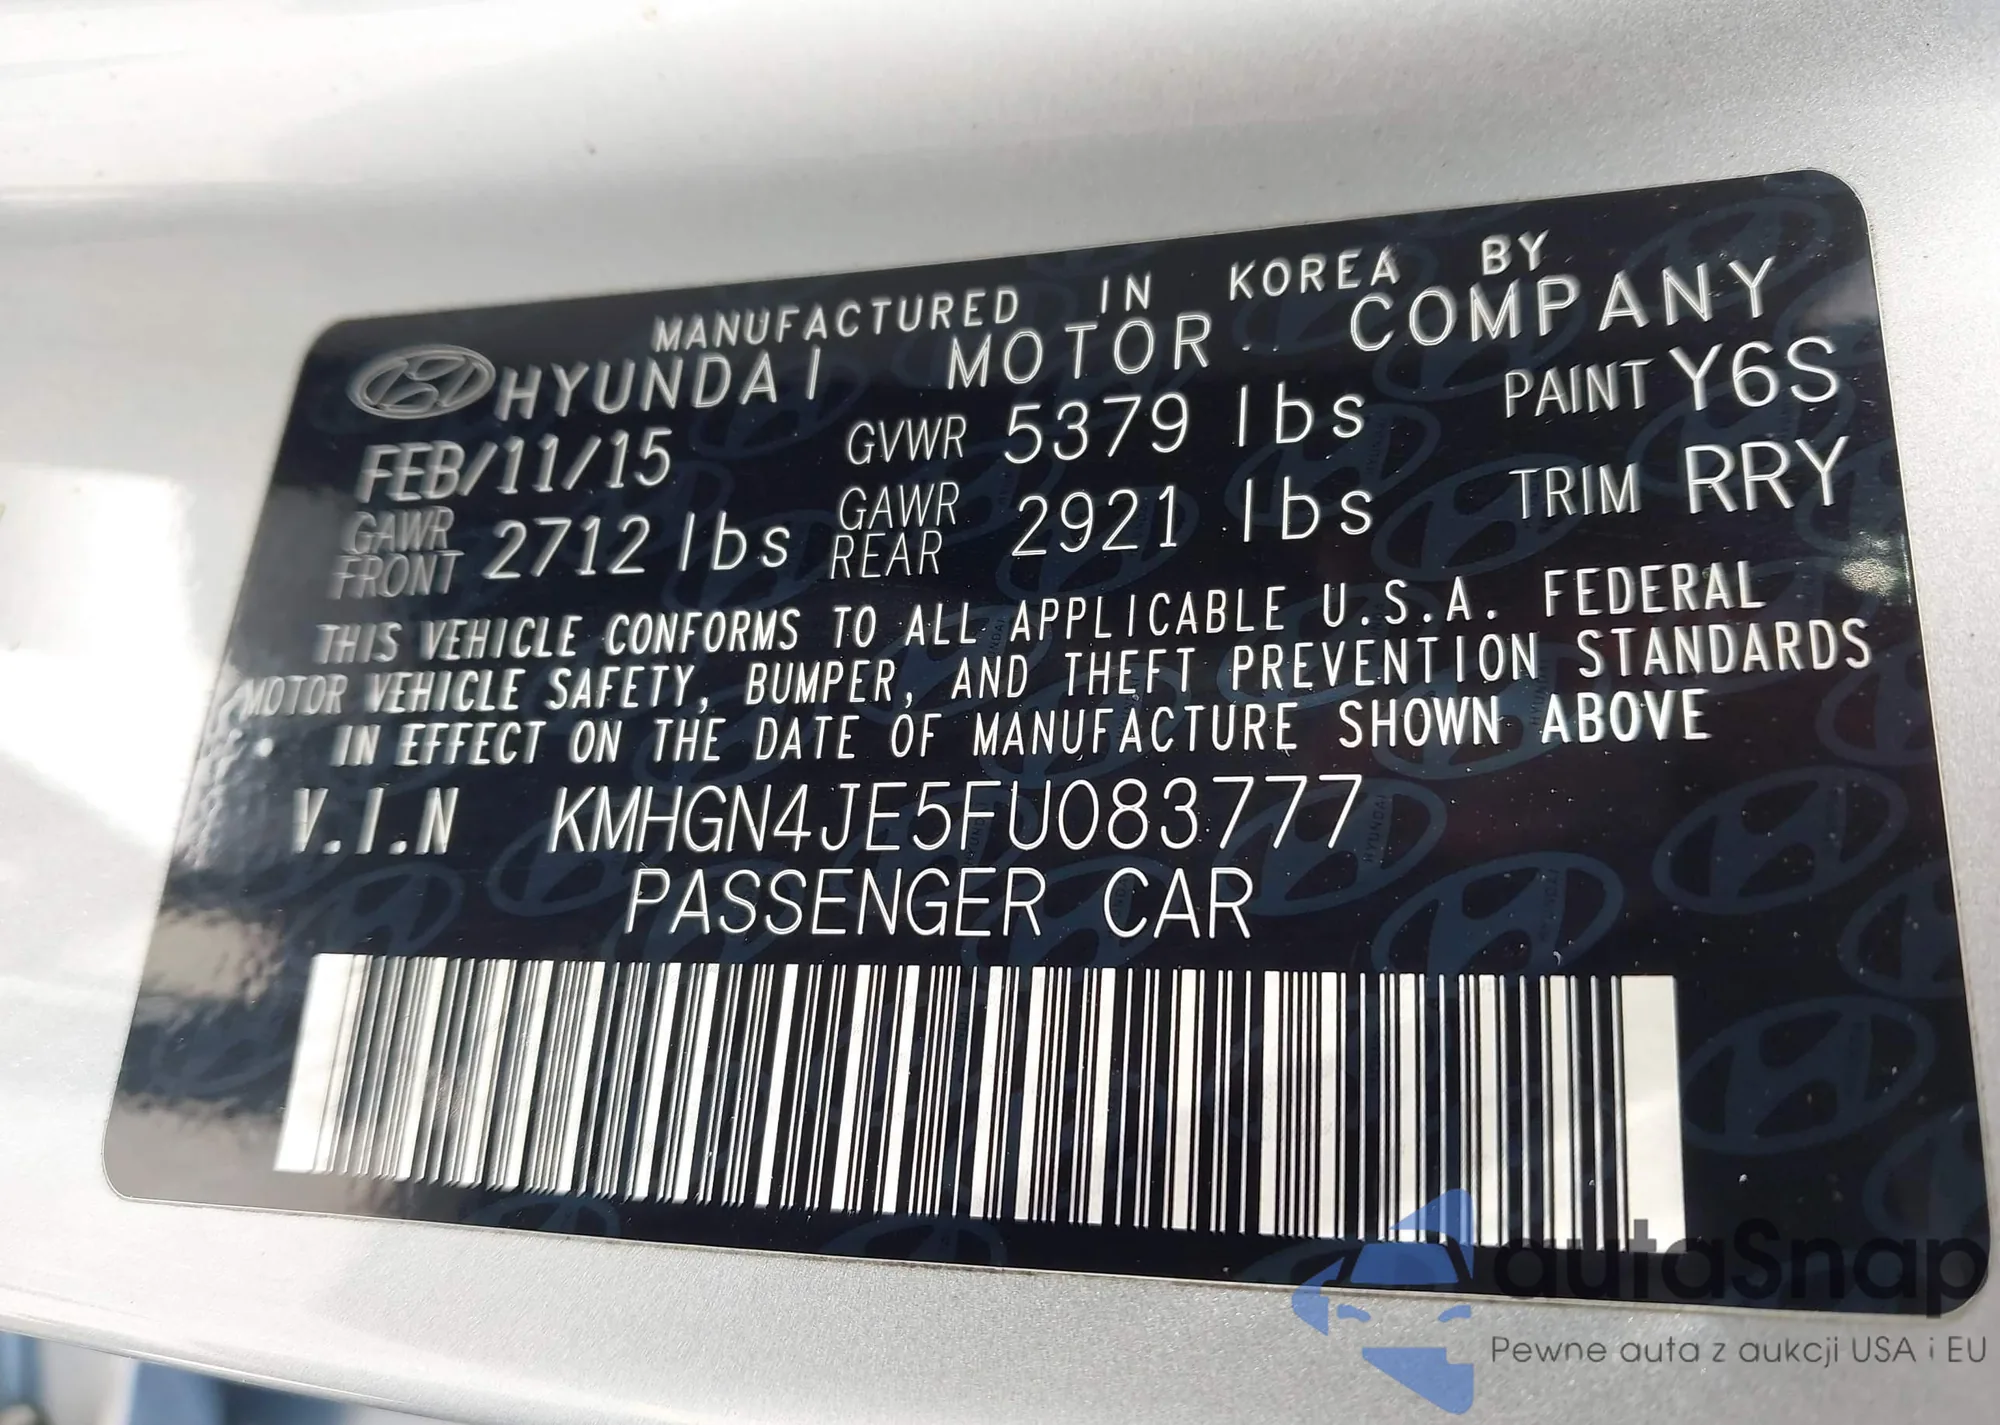 MANUFACTURED IN KOREA BY
HYUNDAI MOTOR COMPANY
FEB/11/15 GVWR 5379 lbs PAINT Y6S
GAWR FRONT 2712 lbs GAWR REAR 2921 lbs TRIM RRY
THIS VEHICLE CONFORMS TO ALL APPLICABLE U.S.A. FEDERAL
MOTOR VEHICLE SAFETY, BUMPER, AND THEFT PREVENTION STANDARDS
IN EFFECT ON THE DATE OF MANUFACTURE SHOWN ABOVE
V.I.N KMHGN4JE5FU083777
PASSENGER CAR
autaSnap
Pewne auta z aukcji USA i EU